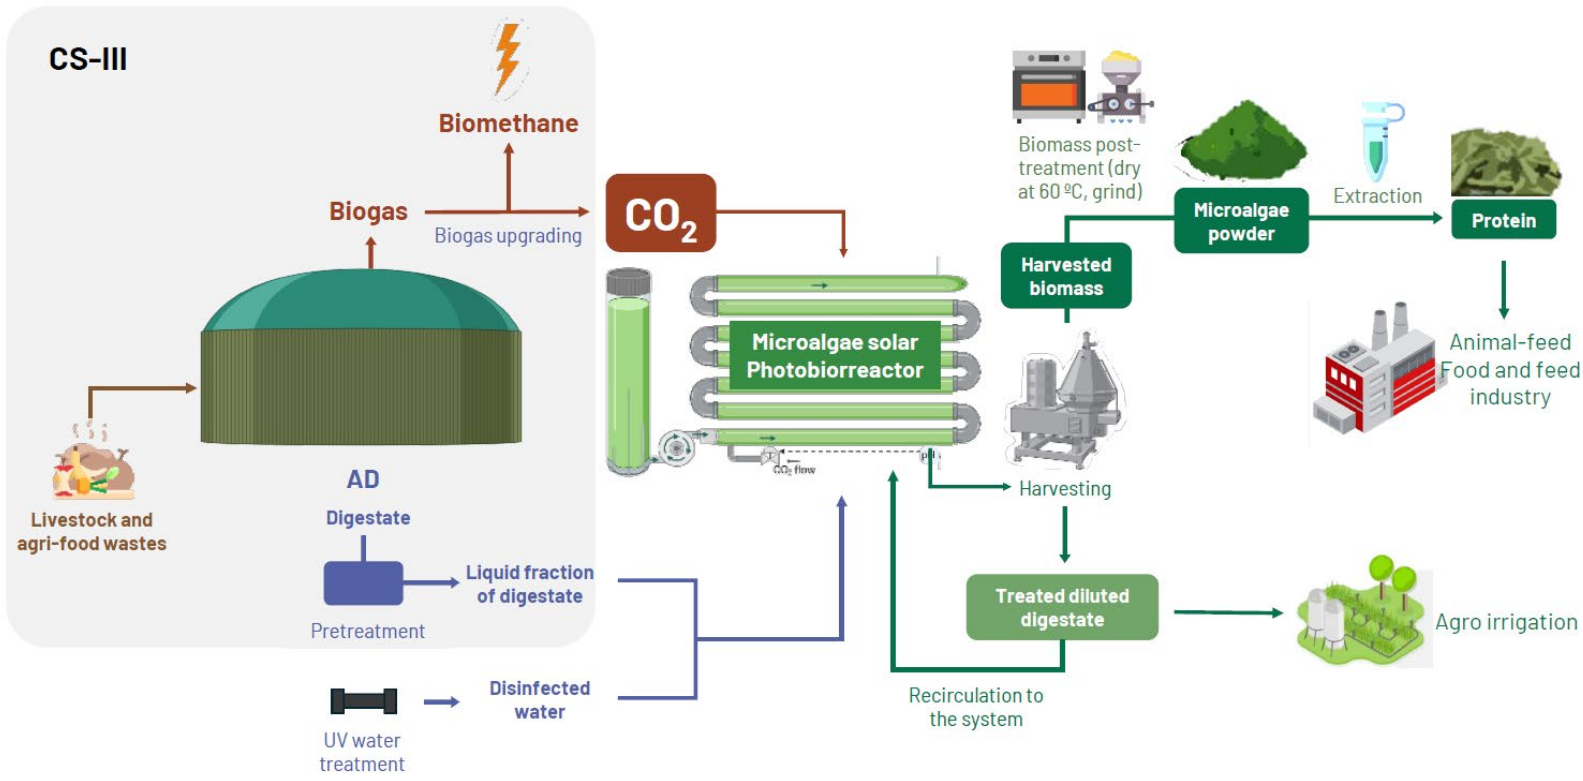 CS-III
Biomethane
Biogas
Biogas upgrading
CO2
Livestock and
agri-food wastes
AD
Digestate
Pretreatment
Liquid fraction
of digestate
UV water
treatment
Disinfected
water
Microalgae solar
Photobiorreactor
CO2 flow
pH
Harvesting
Harvested
biomass
Biomass post-
treatment (dry
at 60 ºC, grind)
Microalgae
powder
Extraction
Protein
Animal-feed
Food and feed
industry
Treated diluted
digestate
Recirculation to
the system
Agro irrigation